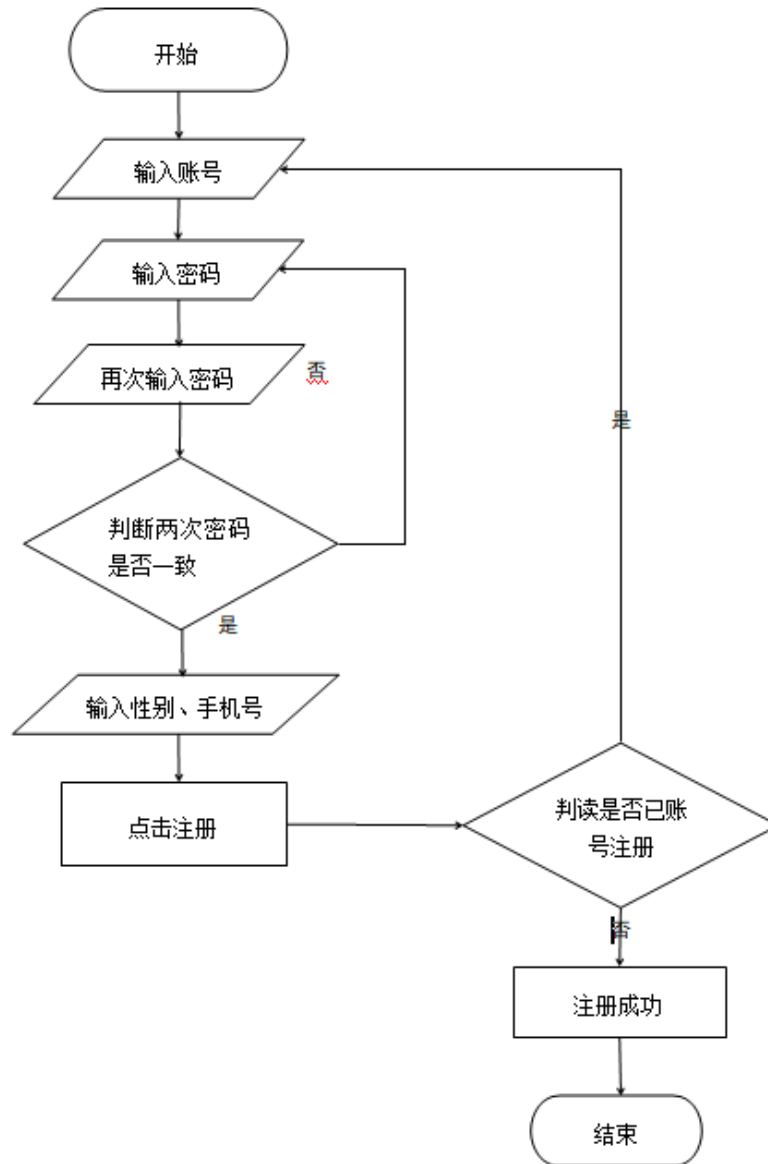 开始
输入账号
输入密码
再次输入密码
否
是
判断两次密码
是否一致
是
输入性别、手机号
点击注册
判读是否已账
号注册
否
注册成功
结束